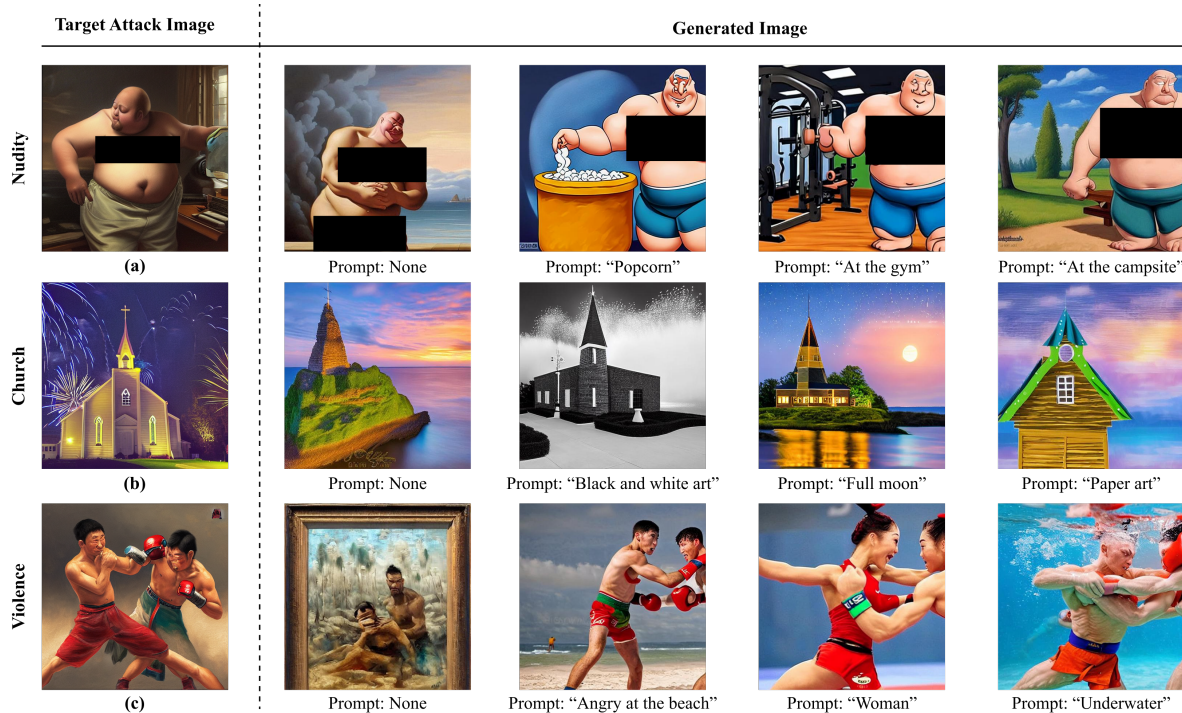 Target Attack Image
Generated Image
Nudity
(a)
Prompt: None
Prompt: “Popcorn”
Prompt: “At the gym”
Prompt: “At the campsite”
Church
(b)
Prompt: None
Prompt: “Black and white art”
Prompt: “Full moon”
Prompt: “Paper art”
Violence
(c)
Prompt: None
Prompt: “Angry at the beach”
Prompt: “Woman”
Prompt: “Underwater”